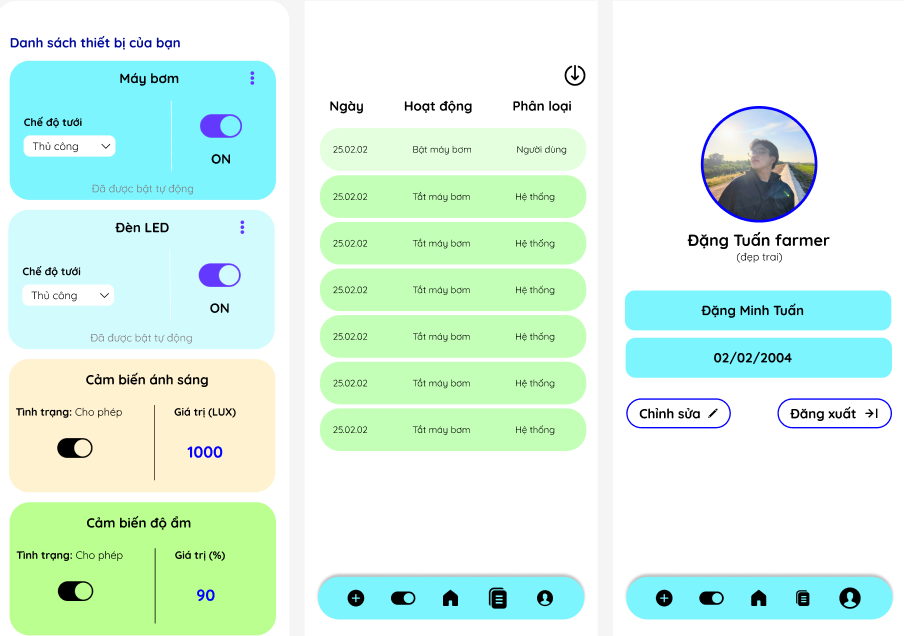 Danh sách thiết bị của bạn
Máy bơm
Chế độ tưới
Thủ công
ON
Đã được bật tự động
Đèn LED
Chế độ tưới
Thủ công
ON
Đã được bật tự động
Cảm biến ánh sáng
Tình trạng: Cho phép
Giá trị (LUX)
1000
Cảm biến độ ẩm
Tình trạng: Cho phép
Giá trị (%)
90
Ngày Hoạt động Phân loại
25.02.02 Bật máy bơm Người dùng
25.02.02 Tắt máy bơm Hệ thống
25.02.02 Tắt máy bơm Hệ thống
25.02.02 Tắt máy bơm Hệ thống
25.02.02 Tắt máy bơm Hệ thống
25.02.02 Tắt máy bơm Hệ thống
25.02.02 Tắt máy bơm Hệ thống
Đặng Tuấn farmer
(đẹp trai)
Đặng Minh Tuấn
02/02/2004
Chỉnh sửa
Đăng xuất